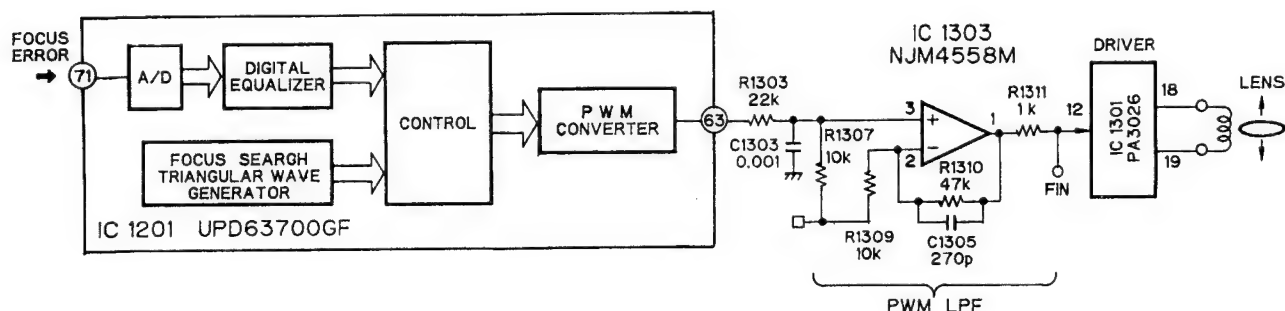 FOCUS
ERROR
71
A/D
DIGITAL
EQUALIZER
FOCUS SEARGH
TRIANGULAR WAVE
GENERATOR
CONTROL
PWM
CONVERTER
63
IC 1201 UPD63700GF
R1303
22k
C1303
0.001
R1307
10k
R1309
10k
IC 1303
NJM4558M
3
+
2
−
1
R1310
47k
C1305
270p
R1311
1k
12
FIN
PWM LPF
DRIVER
IC 1301
PA3026
18
19
LENS